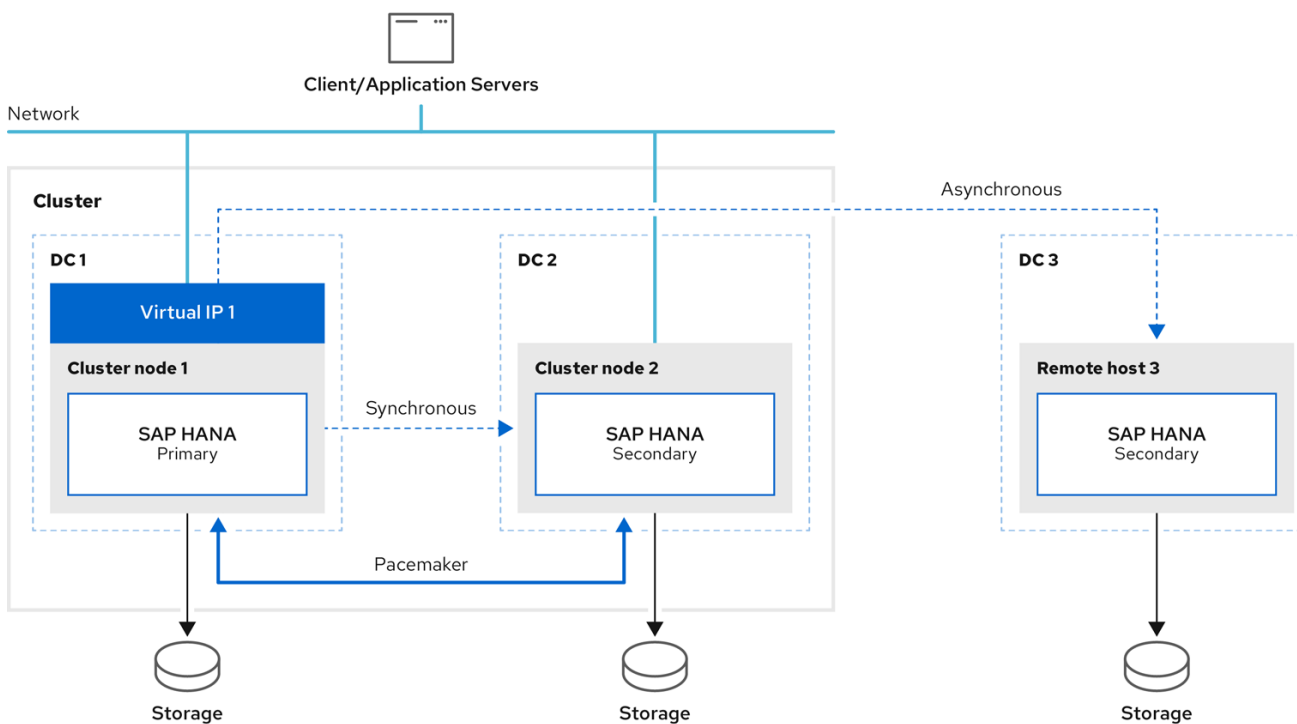 Client/Application Servers
Network
Cluster
Asynchronous
DC 1
DC 2
DC 3
Virtual IP 1
Cluster node 1
Cluster node 2
Remote host 3
Synchronous
SAP HANA
Primary
SAP HANA
Secondary
SAP HANA
Secondary
Pacemaker
Storage
Storage
Storage